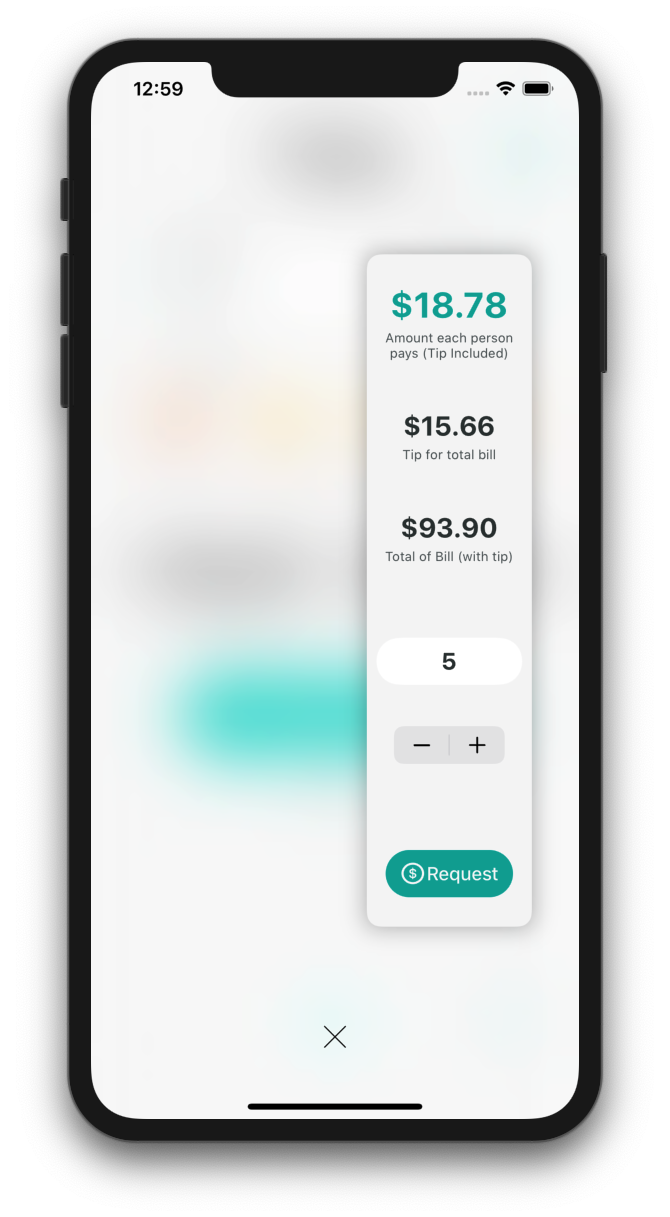 12:59
$18.78
Amount each person
pays (Tip Included)
$15.66
Tip for total bill
$93.90
Total of Bill (with tip)
5
− +
$ Request